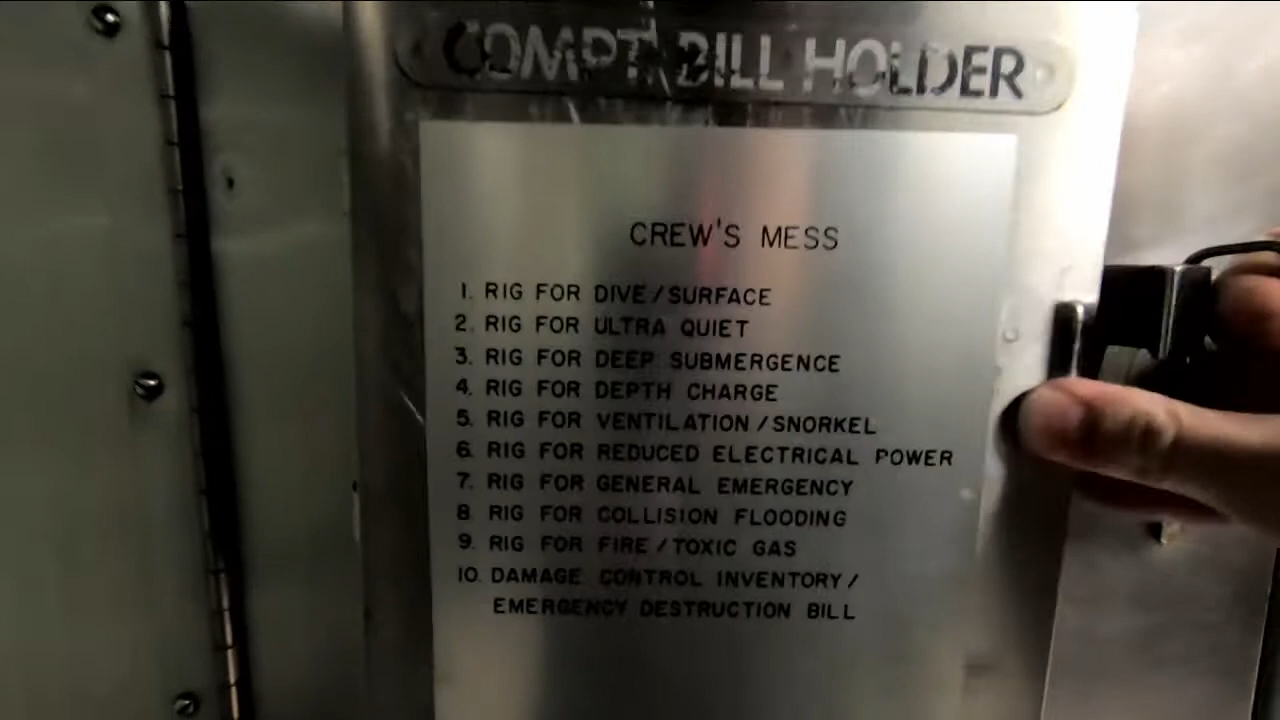 COMPT BILL HOLDER
CREW'S MESS
1. RIG FOR DIVE/SURFACE
2. RIG FOR ULTRA QUIET
3. RIG FOR DEEP SUBMERGENCE
4. RIG FOR DEPTH CHARGE
5. RIG FOR VENTILATION/SNORKEL
6. RIG FOR REDUCED ELECTRICAL POWER
7. RIG FOR GENERAL EMERGENCY
8. RIG FOR COLLISION FLOODING
9. RIG FOR FIRE/TOXIC GAS
10. DAMAGE CONTROL INVENTORY/
EMERGENCY DESTRUCTION BILL